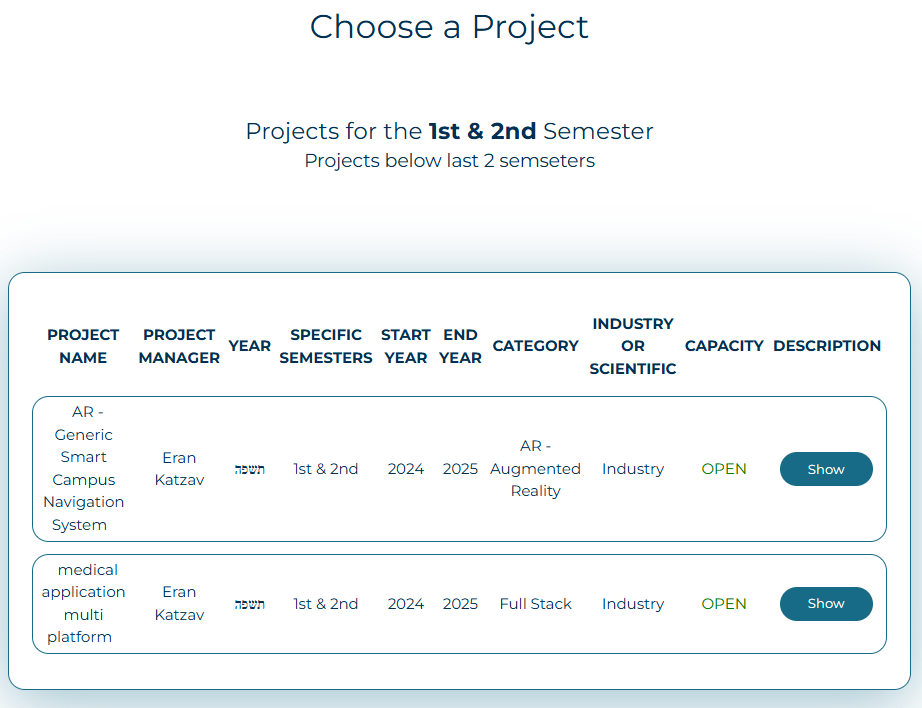 Choose a Project
Projects for the 1st & 2nd Semester
Projects below last 2 semseters
PROJECT NAME PROJECT MANAGER YEAR SPECIFIC SEMESTERS START YEAR END YEAR CATEGORY INDUSTRY OR SCIENTIFIC CAPACITY DESCRIPTION
AR - Generic Smart Campus Navigation System Eran Katzav תשפה 1st & 2nd 2024 2025 AR - Augmented Reality Industry OPEN Show
medical application multi platform Eran Katzav תשפה 1st & 2nd 2024 2025 Full Stack Industry OPEN Show